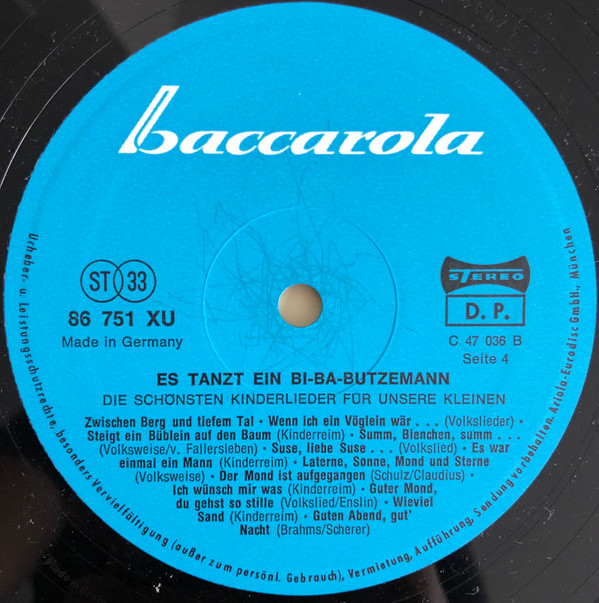 baccarola
ST 33
86 751 XU
Made in Germany
STEREO
D. P.
C 47 036 B
Seite 4
ES TANZT EIN BI-BA-BUTZEMANN
DIE SCHÖNSTEN KINDERLIEDER FÜR UNSERE KLEINEN
Zwischen Berg und tiefem Tal · Wenn ich ein Vöglein wär . . . (Volkslieder) ·
Steigt ein Büblein auf den Baum (Kinderreim) · Summ, Bienchen, summ . . .
(Volksweise/v. Fallersleben) · Suse, liebe Suse . . . (Volkslied) · Es war
einmal ein Mann (Kinderreim) · Laterne, Sonne, Mond und Sterne
(Volksweise) · Der Mond ist aufgegangen (Schulz/Claudius) ·
Ich wünsch mir was (Kinderreim) · Guter Mond,
du gehst so stille (Volkslied/Enslin) · Wieviel
Sand (Kinderreim) · Guten Abend, gut'
Nacht (Brahms/Scherer)
Urheber- u. Leistungsschutzrechte, besonders Vervielfältigung (außer zum persönl. Gebrauch), Vermietung, Aufführung, Sendung vorbehalten. Ariola-Eurodisc GmbH., München